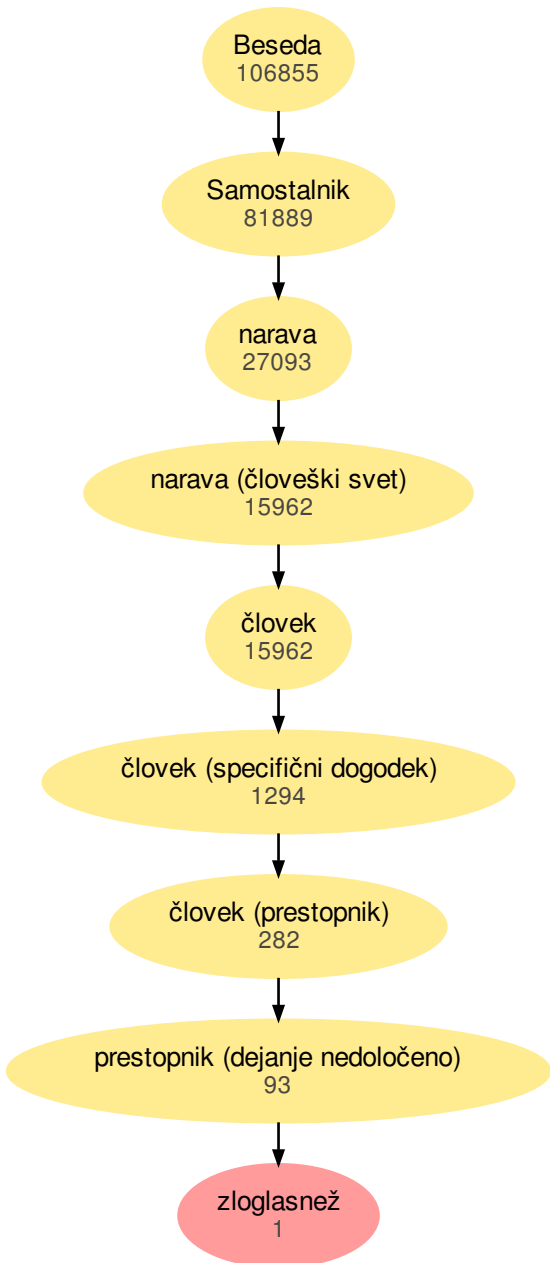 Beseda
106855
Samostalnik
81889
narava
27093
narava (človeški svet)
15962
človek
15962
človek (specifični dogodek)
1294
človek (prestopnik)
282
prestopnik (dejanje nedoločeno)
93
zloglasnež
1